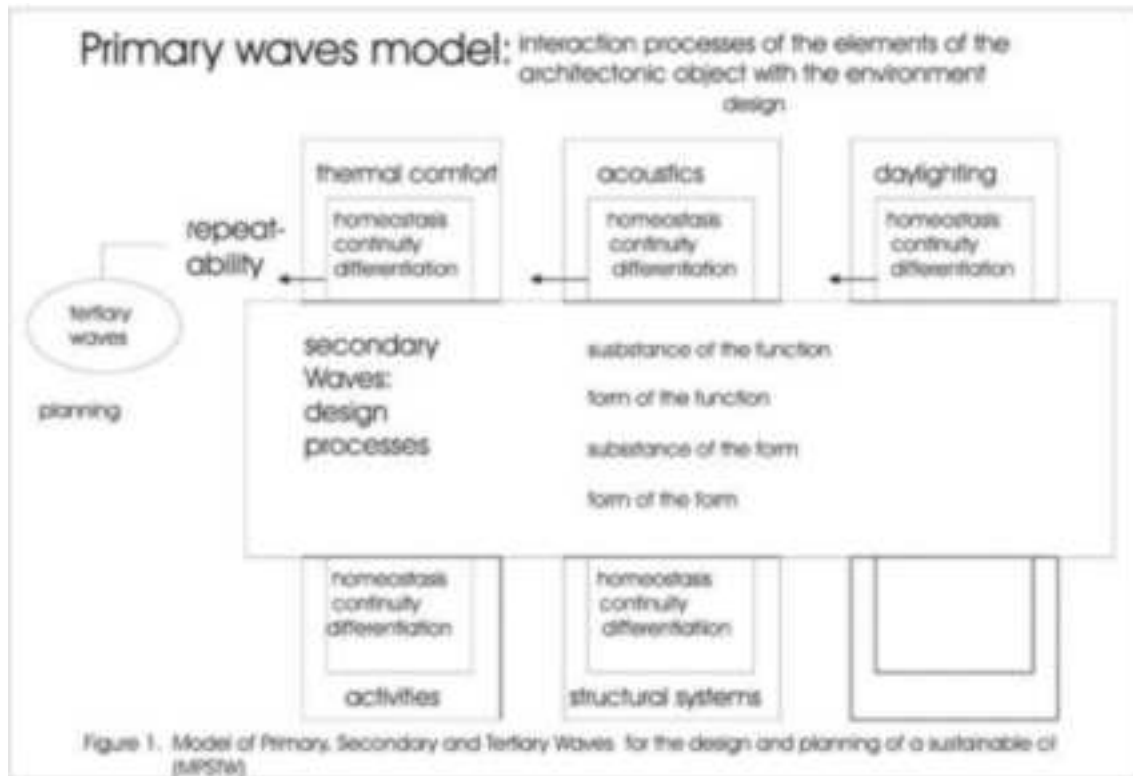 Primary waves model: interaction processes of the elements of the
architectonic object with the environment
design
thermal comfort
homeostasis
continuity
differentiation
acoustics
homeostasis
continuity
differentiation
daylighting
homeostasis
continuity
differentiation
repeat-
ability
tertiary
waves
planning
secondary
Waves:
design
processes
susbstance of the function
form of the function
substance of the form
form of the form
homeostasis
continuity
differentiation
activities
homeostasis
continuity
differentiatiion
structural systems
Figure 1. Model of Primary, Secondary and Tertiary Waves for the design and planning of a sustainable ci
(MPSTW)